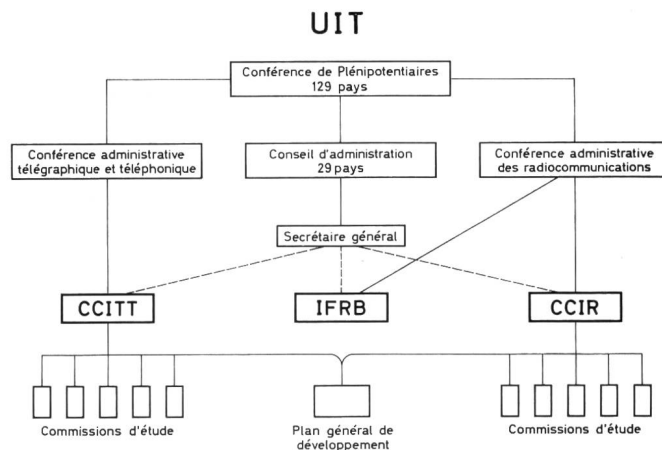 UIT
Conférence de Plénipotentiaires
129 pays
Conférence administrative
télégraphique et téléphonique
Conseil d'administration
29 pays
Conférence administrative
des radiocommunications
Secrétaire général
CCITT
IFRB
CCIR
Commissions d'étude
Plan général de
développement
Commissions d'étude